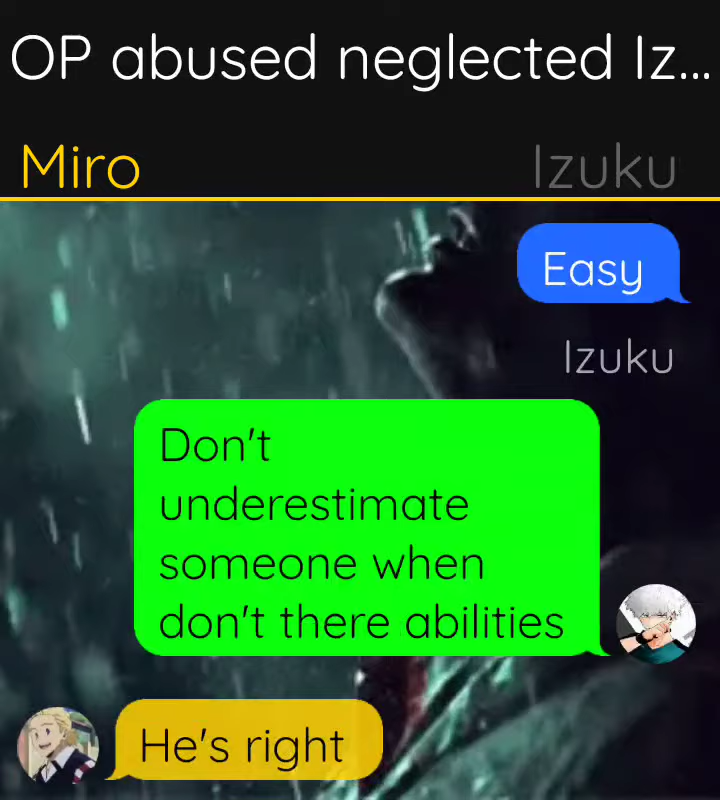 OP abused neglected Iz...
Miro
Izuku
Easy
Izuku
Don't
underestimate
someone when
don't there abilities
He's right